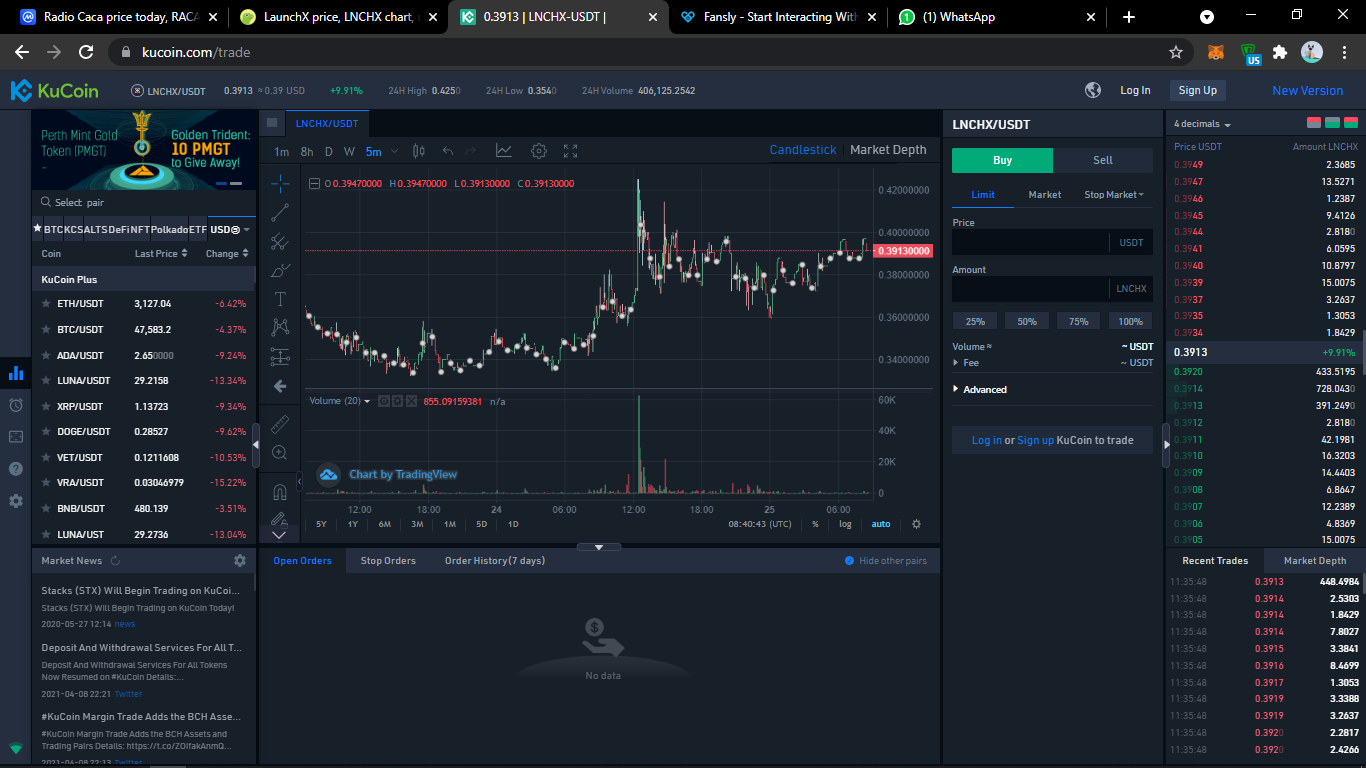 Radio Caca price today, RACA
LaunchX price, LNCHX chart,
0.3913 | LNCHX-USDT |
Fansly - Start Interacting With
(1) WhatsApp
kucoin.com/trade
US
KuCoin
LNCHX/USDT
0.3913 ≈ 0.39 USD
+9.91%
24H High 0.4250
24H Low 0.3540
24H Volume 406,125.2542
Log In
Sign Up
New Version
Perth Mint Gold
Token (PMGT)
Golden Trident:
10 PMGT
to Give Away!
Select pair
BTC KCS ALTS DeFi NFT Polkado ETF USDⓈ
Coin Last Price Change
KuCoin Plus
ETH/USDT 3,127.04 -6.42%
BTC/USDT 47,583.2 -4.37%
ADA/USDT 2.650000 -9.24%
LUNA/USDT 29.2158 -13.34%
XRP/USDT 1.13723 -9.34%
DOGE/USDT 0.28527 -9.62%
VET/USDT 0.1211608 -10.53%
VRA/USDT 0.03046979 -15.22%
BNB/USDT 480.139 -3.51%
LUNA/UST 29.2736 -13.04%
Market News
Stacks (STX) Will Begin Trading on KuCoi...
Stacks (STX) Will Begin Trading on KuCoin Today!
2020-05-27 12:14 news
Deposit And Withdrawal Services For All T...
Deposit And Withdrawal Services For All Tokens
Now Resumed on #KuCoin Details:...
2021-04-08 22:21 Twitter
#KuCoin Margin Trade Adds the BCH Asse...
#KuCoin Margin Trade Adds the BCH Assets and
Trading Pairs Details: https://t.co/ZOifakAnmQ...
2021-04-08 22:13 Twitter
LNCHX/USDT
1m 8h D W 5m
Candlestick
Market Depth
O 0.39470000 H 0.39470000 L 0.39130000 C 0.39130000
0.42000000
0.40000000
0.39130000
0.38000000
0.36000000
0.34000000
Volume (20) 855.09159381 n/a
60K
40K
20K
0
Chart by TradingView
12:00 18:00 24 06:00 12:00 18:00 25 06:00
5Y 1Y 6M 3M 1M 5D 1D
08:40:43 (UTC) % log auto
Open Orders
Stop Orders
Order History(7 days)
Hide other pairs
No data
LNCHX/USDT
Buy
Sell
Limit
Market
Stop Market
Price
USDT
Amount
LNCHX
25% 50% 75% 100%
Volume ≈ ~ USDT
Fee ~ USDT
Advanced
Log in or Sign up KuCoin to trade
4 decimals
Price USDT Amount LNCHX
0.3949 2.3685
0.3947 13.5271
0.3946 1.2387
0.3945 9.4126
0.3944 2.8180
0.3941 6.0595
0.3940 10.8797
0.3939 15.0075
0.3937 3.2637
0.3935 1.3053
0.3934 1.8429
0.3913 +9.91%
0.3920 433.5195
0.3914 728.0430
0.3913 391.2490
0.3912 2.8180
0.3911 42.1981
0.3910 16.3203
0.3909 14.4403
0.3908 6.8647
0.3907 12.2389
0.3906 4.8369
0.3905 15.0075
Recent Trades
Market Depth
11:35:48 0.3913 448.4984
11:35:48 0.3914 2.5303
11:35:48 0.3914 1.8429
11:35:48 0.3914 7.8027
11:35:48 0.3915 3.3841
11:35:48 0.3916 8.4699
11:35:48 0.3917 1.3053
11:35:48 0.3919 3.3388
11:35:48 0.3919 3.2637
11:35:48 0.3920 2.2817
11:35:48 0.3920 2.4266